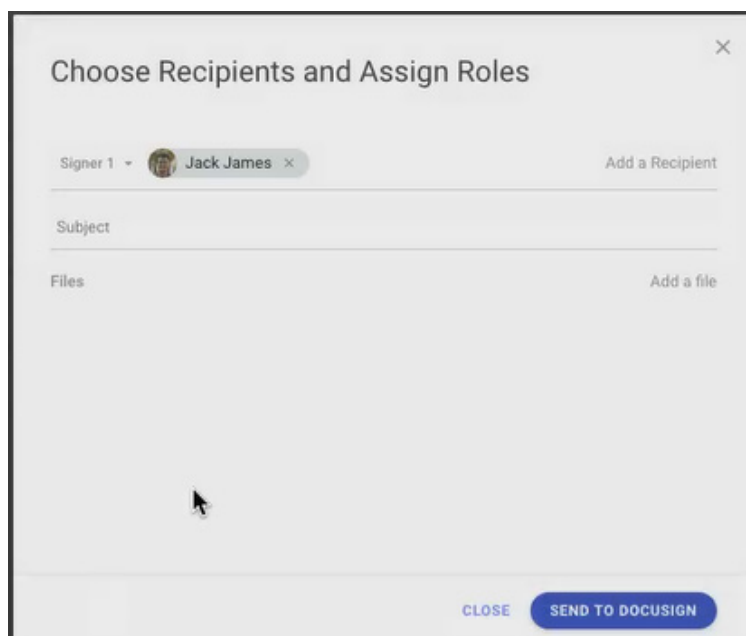 Choose Recipients and Assign Roles
Signer 1 Jack James Add a Recipient
Subject
Files Add a file
CLOSE SEND TO DOCUSIGN